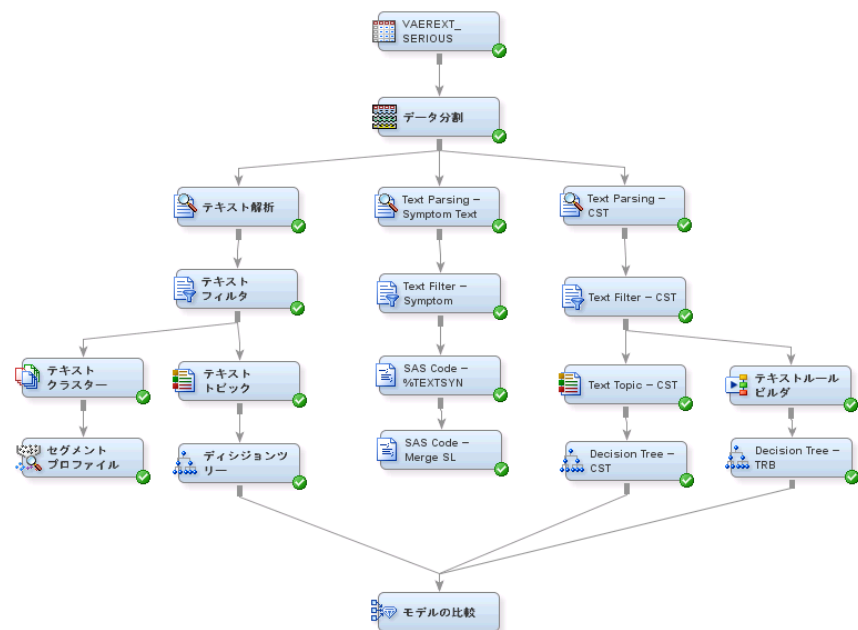 VAEREXT_
SERIOUS
データ分割
テキスト解析
Text Parsing –
Symptom Text
Text Parsing –
CST
テキスト
フィルタ
Text Filter –
Symptom
Text Filter – CST
テキスト
クラスター
テキスト
トピック
SAS Code –
%TEXTSYN
Text Topic – CST
テキストルール
ビルダ
セグメント
プロファイル
ディシジョンツ
リー
SAS Code –
Merge SL
Decision Tree –
CST
Decision Tree –
TRB
モデルの比較